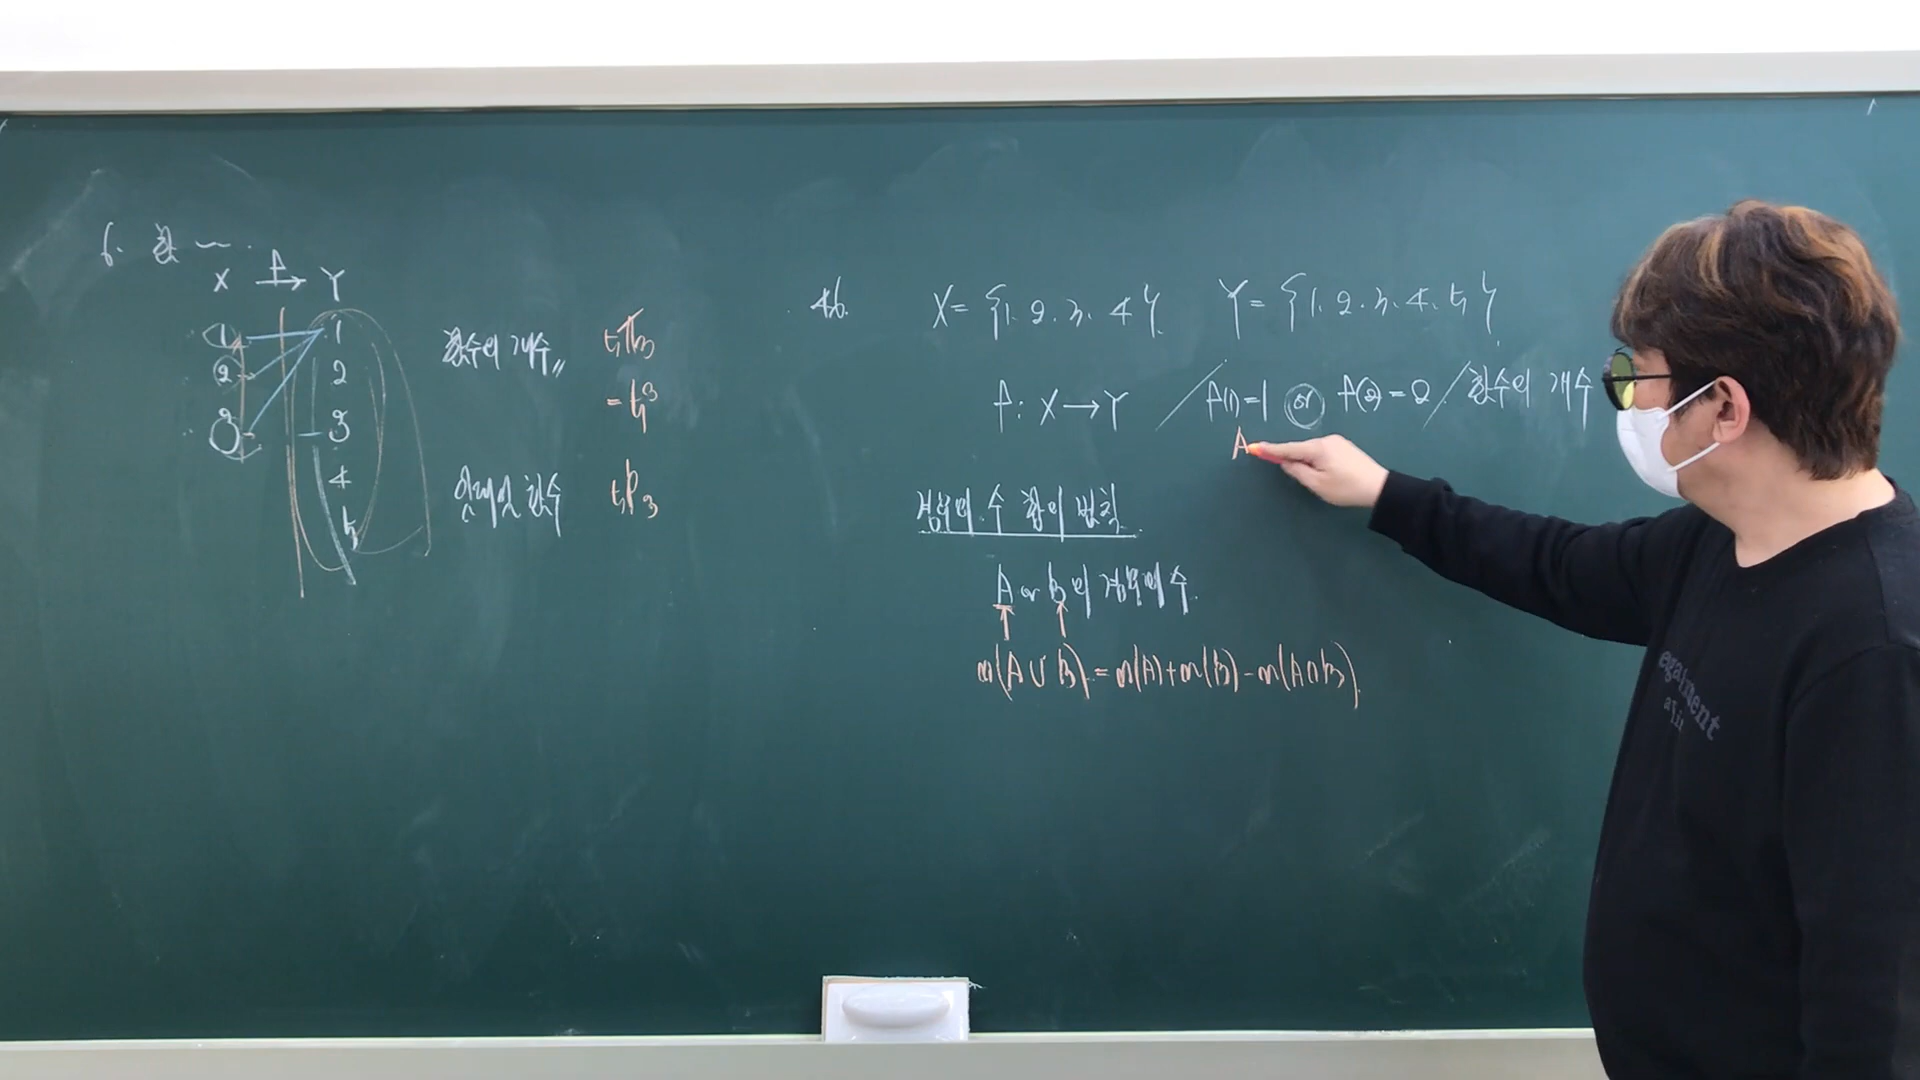 6. 함
X f→ Y
1 1
2 2
3 3
4
5
함수의 개수 ₅Π₃
= 5³
일대일 함수 ₅P₃
46. X = {1. 2. 3. 4} Y = {1. 2. 3. 4. 5}
f: X → Y / f(1)=1 or f(2)=2 / 함수의 개수
A
경우의 수 합의 법칙
A or B의 경우의 수.
n(A∪B) = n(A)+n(B)-n(A∩B).